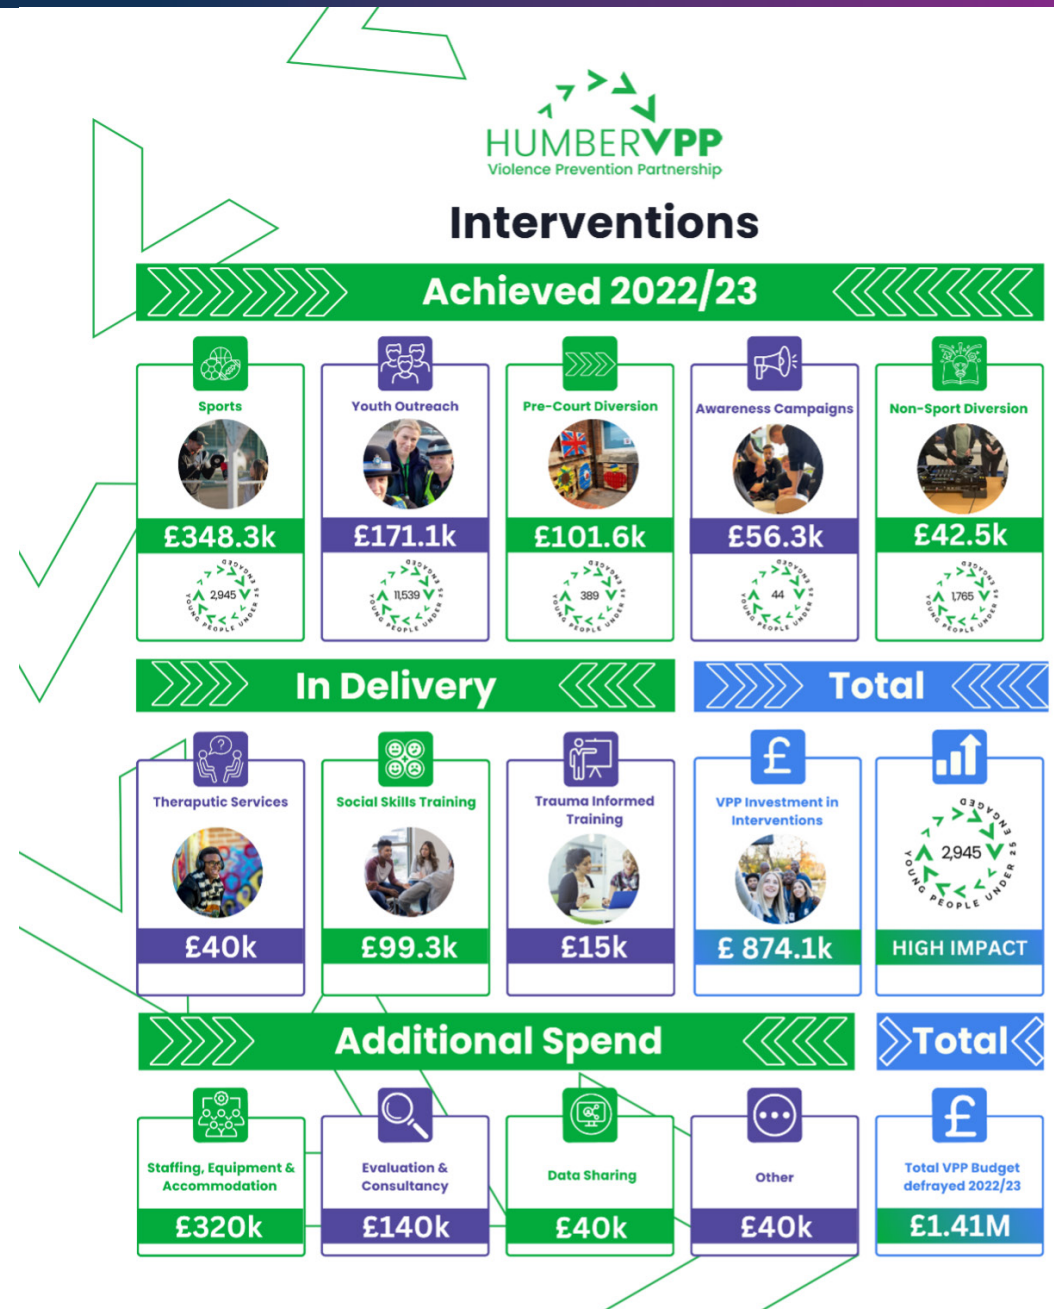 HUMBERVPP
Violence Prevention Partnership
Interventions
Achieved 2022/23
Sports
£348.3k
2,945
YOUNG PEOPLE UNDER 25 ENGAGED
Youth Outreach
£171.1k
11,539
YOUNG PEOPLE UNDER 25 ENGAGED
Pre-Court Diversion
£101.6k
389
YOUNG PEOPLE UNDER 25 ENGAGED
Awareness Campaigns
£56.3k
44
YOUNG PEOPLE UNDER 25 ENGAGED
Non-Sport Diversion
£42.5k
1,765
YOUNG PEOPLE UNDER 25 ENGAGED
In Delivery
Theraputic Services
£40k
Social Skills Training
£99.3k
Trauma Informed
Training
£15k
Total
£
VPP Investment in
Interventions
£ 874.1k
2,945
YOUNG PEOPLE UNDER 25 ENGAGED
HIGH IMPACT
Additional Spend
Staffing, Equipment &
Accommodation
£320k
Evaluation &
Consultancy
£140k
Data Sharing
£40k
Other
£40k
Total
£
Total VPP Budget
defrayed 2022/23
£1.41M